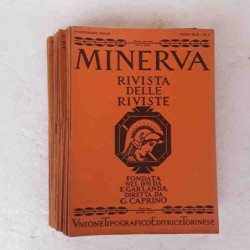 MINERVA
RIVISTA
DELLE
RIVISTE
FONDATA
NEL 1891 DA
F. GARLANDA
DIRETTA DA
G. CAPRINO
UNIONE TIPOGRAFICO EDITRICE TORINESE